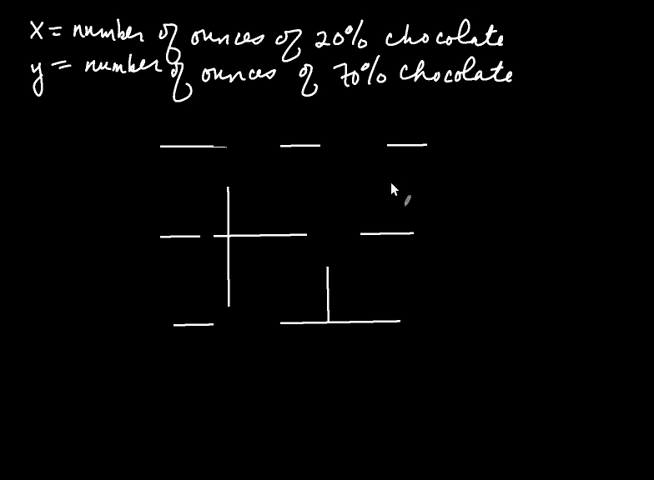 x = number of ounces of 20% chocolate
y = number of ounces of 70% chocolate